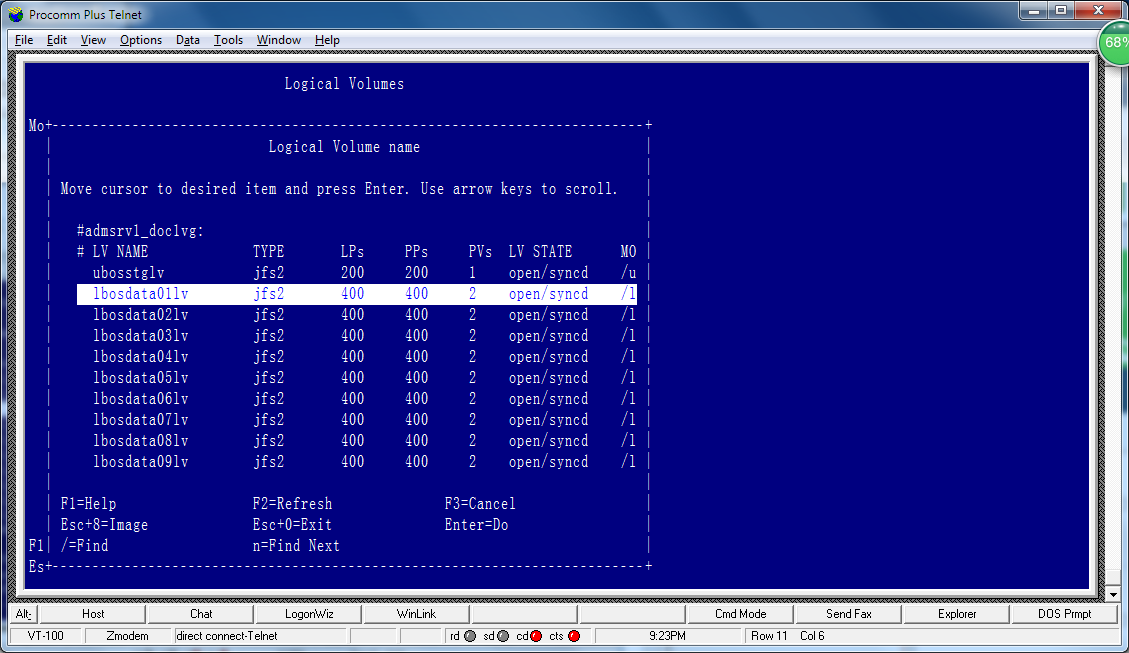 Procomm Plus Telnet
File Edit View Options Data Tools Window Help
68%
Logical Volumes
Mo+--------------------------------------------------------------------------+
Logical Volume name
Move cursor to desired item and press Enter. Use arrow keys to scroll.
#admsrv1_doc1vg:
# LV NAME TYPE LPs PPs PVs LV STATE MO
ubosstglv jfs2 200 200 1 open/syncd /u
lbosdata01lv jfs2 400 400 2 open/syncd /l
lbosdata02lv jfs2 400 400 2 open/syncd /l
lbosdata03lv jfs2 400 400 2 open/syncd /l
lbosdata04lv jfs2 400 400 2 open/syncd /l
lbosdata05lv jfs2 400 400 2 open/syncd /l
lbosdata06lv jfs2 400 400 2 open/syncd /l
lbosdata07lv jfs2 400 400 2 open/syncd /l
lbosdata08lv jfs2 400 400 2 open/syncd /l
lbosdata09lv jfs2 400 400 2 open/syncd /l
F1=Help F2=Refresh F3=Cancel
Esc+8=Image Esc+0=Exit Enter=Do
F1| /=Find n=Find Next
Es+--------------------------------------------------------------------------+
Alt- Host Chat LogonWiz WinLink Cmd Mode Send Fax Explorer DOS Prmpt
VT-100 Zmodem direct connect-Telnet rd sd cd cts 9:23PM Row 11 Col 6